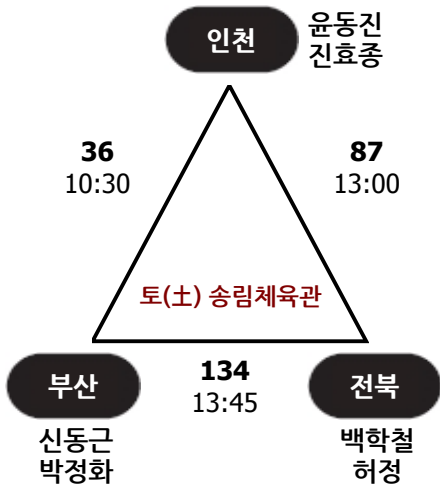 인천
윤동진
진효종
36
10:30
87
13:00
토(土) 송림체육관
부산
134
13:45
전북
신동근
박정화
백학철
허정